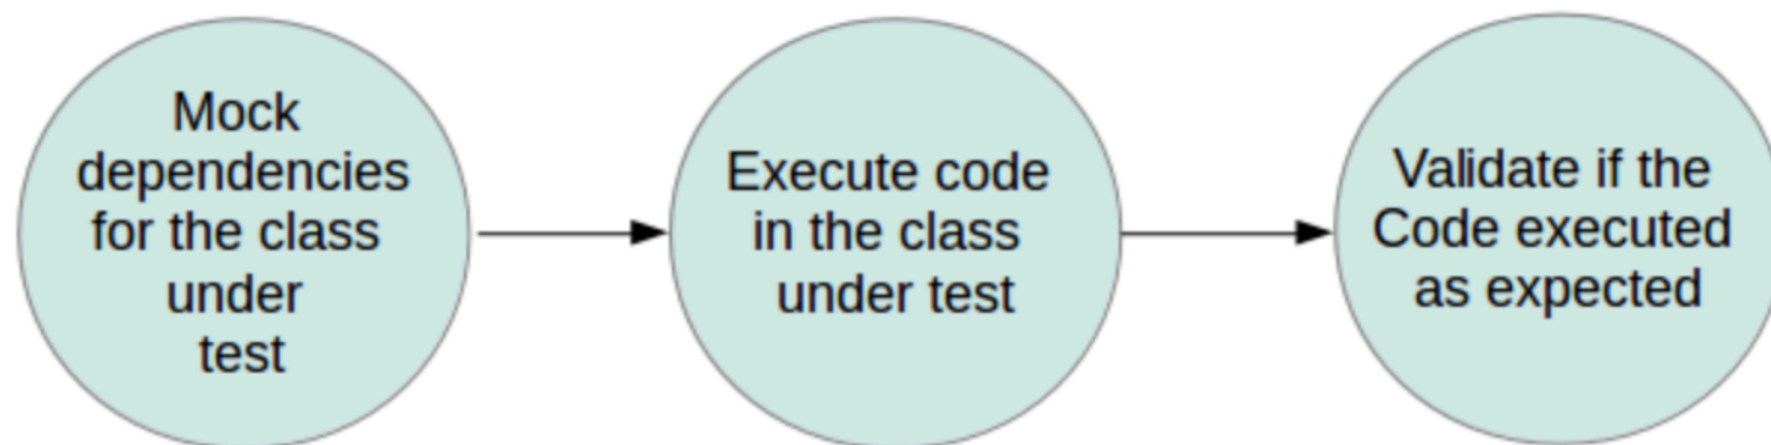 Mock
dependencies
for the class
under
test
Execute code
in the class
under test
Validate if the
Code executed
as expected